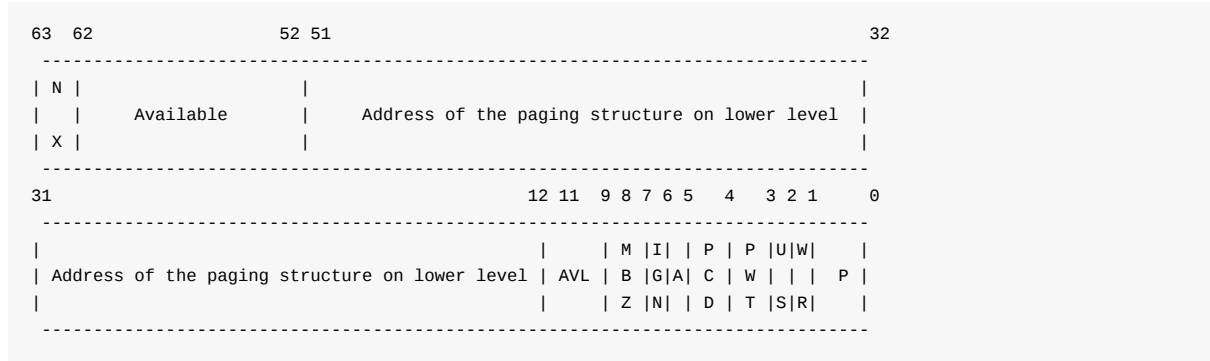 63  62                  52 51                                                    32
 --------------------------------------------------------------------------------
| N |                     |                                                     |
|   |     Available       |     Address of the paging structure on lower level  |
| X |                     |                                                     |
 --------------------------------------------------------------------------------
31                                              12 11  9 8 7 6 5   4   3 2 1     0
 --------------------------------------------------------------------------------
|                                                |     | M |I| | P | P |U|W|    |
| Address of the paging structure on lower level | AVL | B |G|A| C | W | | |  P |
|                                                |     | Z |N| | D | T |S|R|    |
 --------------------------------------------------------------------------------